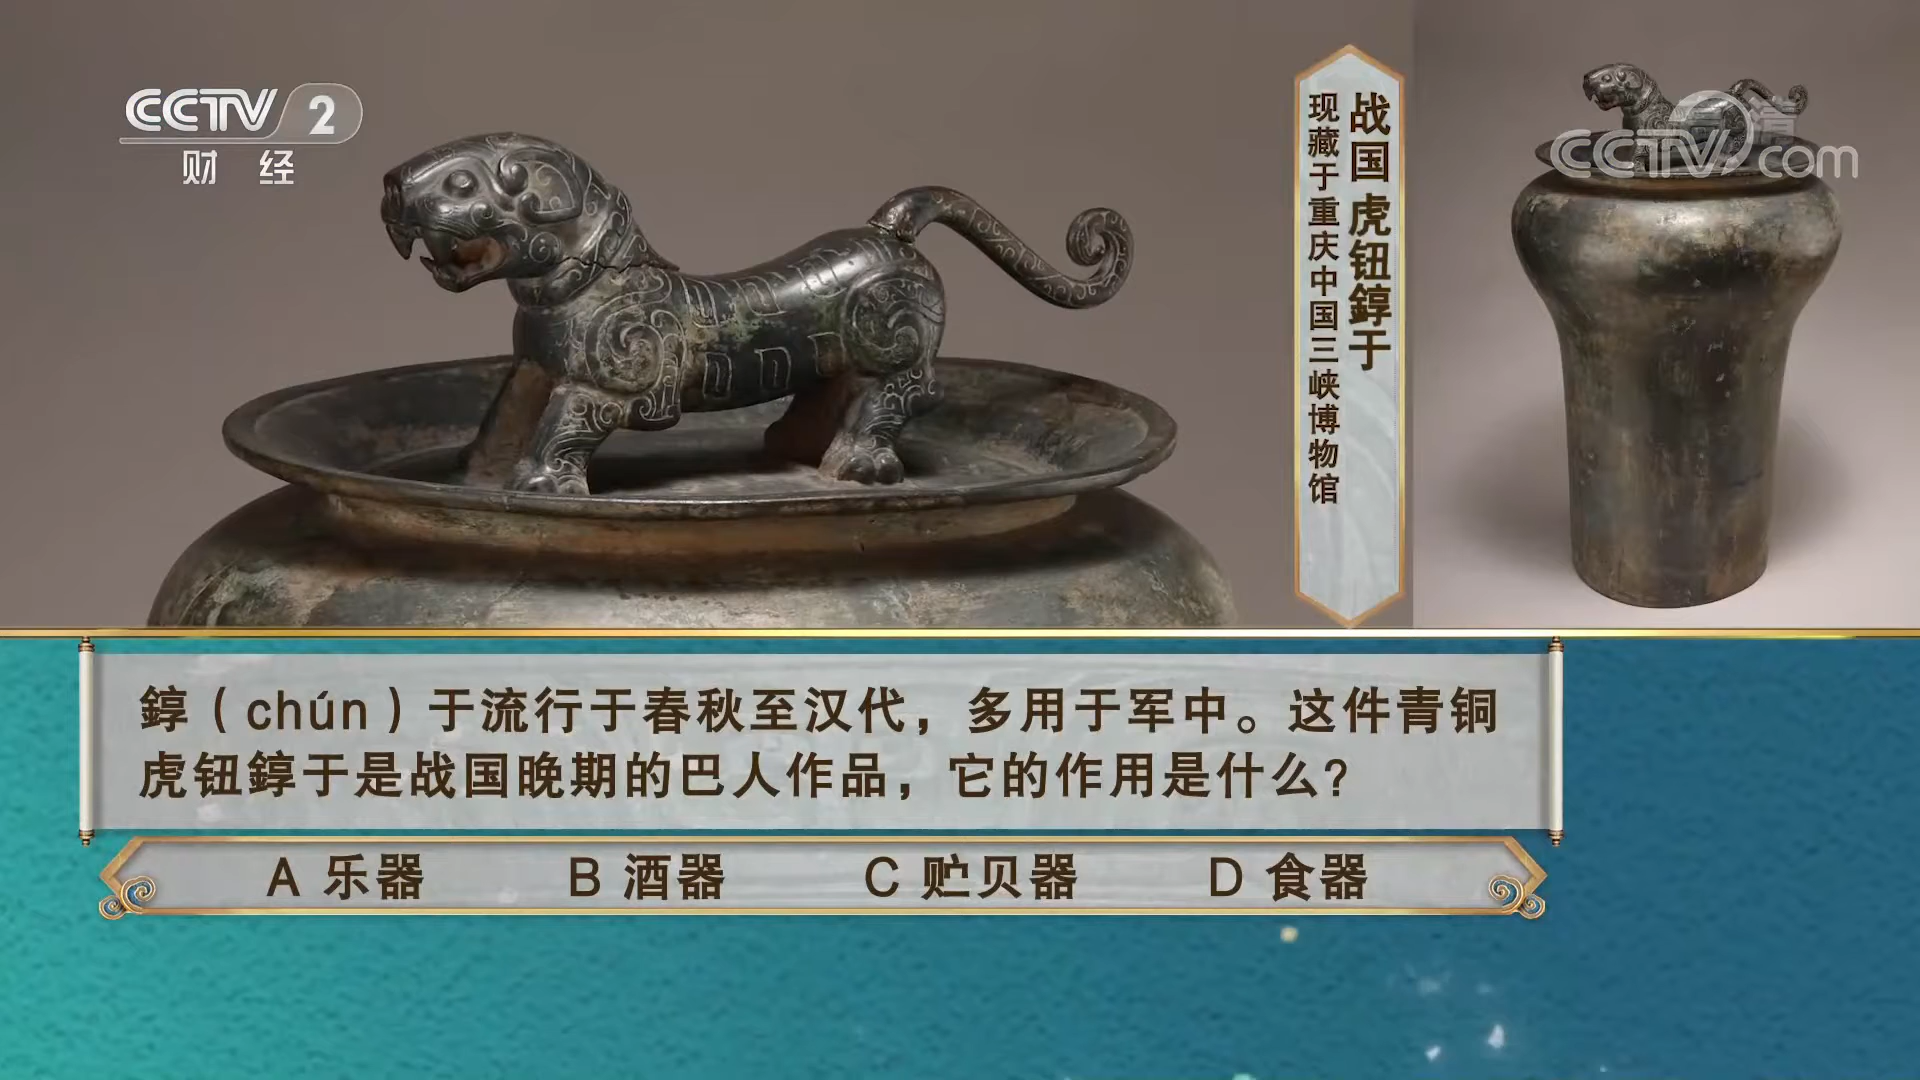 CCTV 2
财 经
战国 虎钮錞于
现藏于重庆中国三峡博物馆
CCTV.com
錞（chún）于流行于春秋至汉代，多用于军中。这件青铜
虎钮錞于是战国晚期的巴人作品，它的作用是什么？
A 乐器 B 酒器 C 贮贝器 D 食器